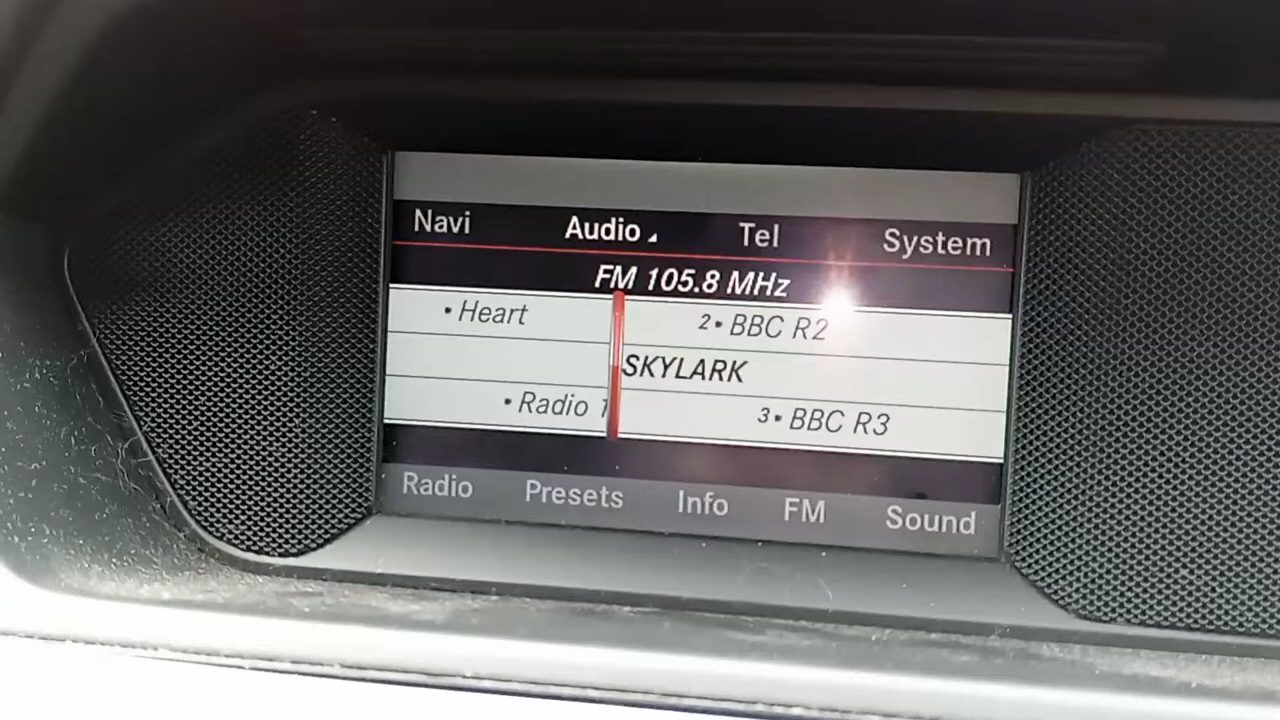 Navi Audio Tel System
FM 105.8 MHz
• Heart 2• BBC R2
SKYLARK
• Radio 1 3• BBC R3
Radio Presets Info FM Sound